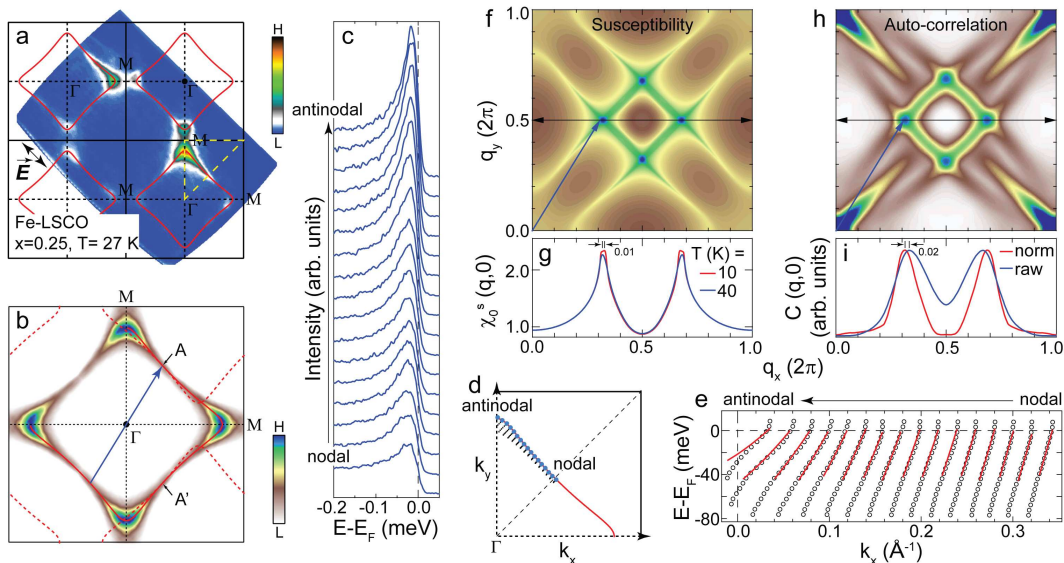 a
H
L
Γ
Γ
M
M
M
Γ
E
Fe-LSCO
x=0.25, T= 27 K
b
M
A
Γ
M
A'
H
L
c
antinodal
nodal
Intensity (arb. units)
-0.2 -0.1 0.0
E-EF (meV)
f
Susceptibility
1.0
0.5
0.0
qy (2π)
h
Auto-correlation
g
0.01
T (K) =
10
40
2.0
1.0
χ0s (q,0)
0.0 0.5 1.0
i
0.02
norm
raw
C (q,0)
(arb. units)
0.0 0.5 1.0
qx (2π)
d
antinodal
nodal
ky
Γ
kx
antinodal
nodal
e
0
-40
-80
E-EF (meV)
0.0 0.1 0.2 0.3
kx (Å-1)